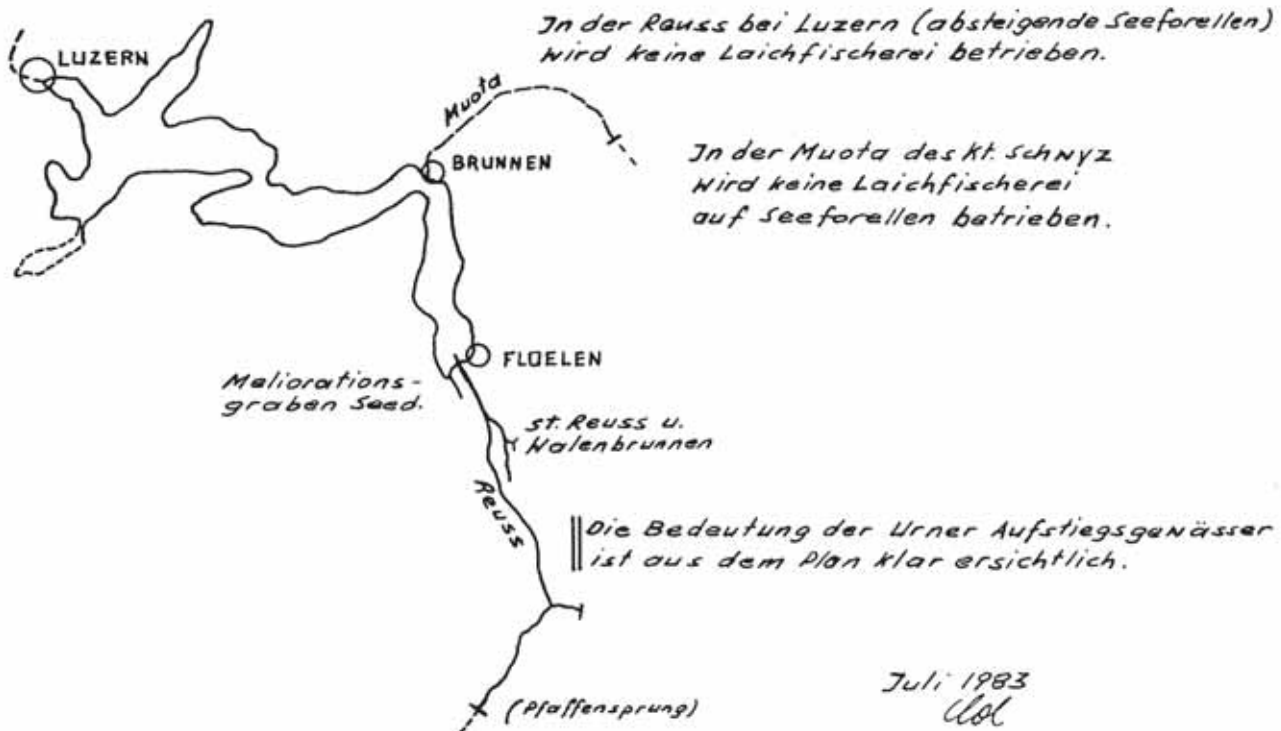 In der Reuss bei Luzern (absteigende Seeforellen)
wird keine Laichfischerei betrieben.
LUZERN
Muota
BRUNNEN
In der Muota des Kt. Schwyz
wird keine Laichfischerei
auf Seeforellen betrieben.
FLÜELEN
Meliorations-
graben Seed.
st. Reuss u.
Walenbrunnen
Reuss
Die Bedeutung der Urner Aufstiegsgewässer
ist aus dem Plan klar ersichtlich.
(Pfaffensprung)
Juli 1983